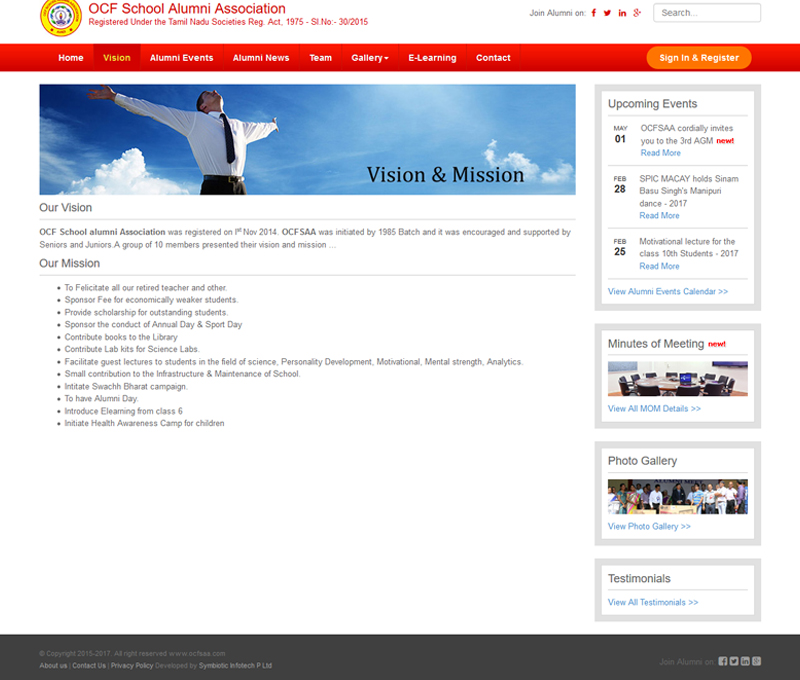 OCF School Alumni Association
Registered Under the Tamil Nadu Societies Reg. Act, 1975 - Sl.No:- 30/2015
Join Alumni on:
Search...
Home Vision Alumni Events Alumni News Team Gallery E-Learning Contact Sign In & Register
Vision & Mission
Our Vision
OCF School alumni Association was registered on Ist Nov 2014. OCFSAA was initiated by 1985 Batch and it was encouraged and supported by
Seniors and Juniors.A group of 10 members presented their vision and mission ...
Our Mission
To Felicitate all our retired teacher and other.
Sponsor Fee for economically weaker students.
Provide scholarship for outstanding students.
Sponsor the conduct of Annual Day & Sport Day
Contribute books to the Library
Contribute Lab kits for Science Labs.
Facilitate guest lectures to students in the field of science, Personality Development, Motivational, Mental strength, Analytics.
Small contribution to the Infrastructure & Maintenance of School.
Intitate Swachh Bharat campaign.
To have Alumni Day.
Introduce Elearning from class 6
Initiate Health Awareness Camp for children
Upcoming Events
MAY
01
OCFSAA cordially invites
you to the 3rd AGM new!
Read More
FEB
28
SPIC MACAY holds Sinam
Basu Singh's Manipuri
dance - 2017
Read More
FEB
25
Motivational lecture for the
class 10th Students - 2017
Read More
View Alumni Events Calendar >>
Minutes of Meeting new!
View All MOM Details >>
Photo Gallery
View Photo Gallery >>
Testimonials
View All Testimonials >>
© Copyright 2015-2017. All right reserved www.ocfsaa.com
About us | Contact Us | Privacy Policy Developed by Symbiotic Infotech P Ltd
Join Alumni on: